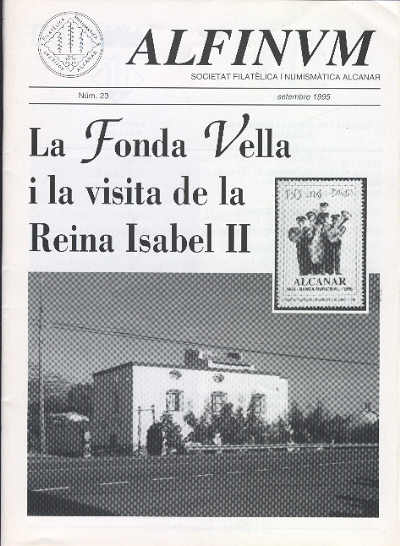 ALFINVM
SOCIETAT FILATÈLICA I NUMISMÀTICA ALCANAR
Núm. 23
setembre 1995
La Fonda Vella
i la visita de la
Reina Isabel II
ALCANAR